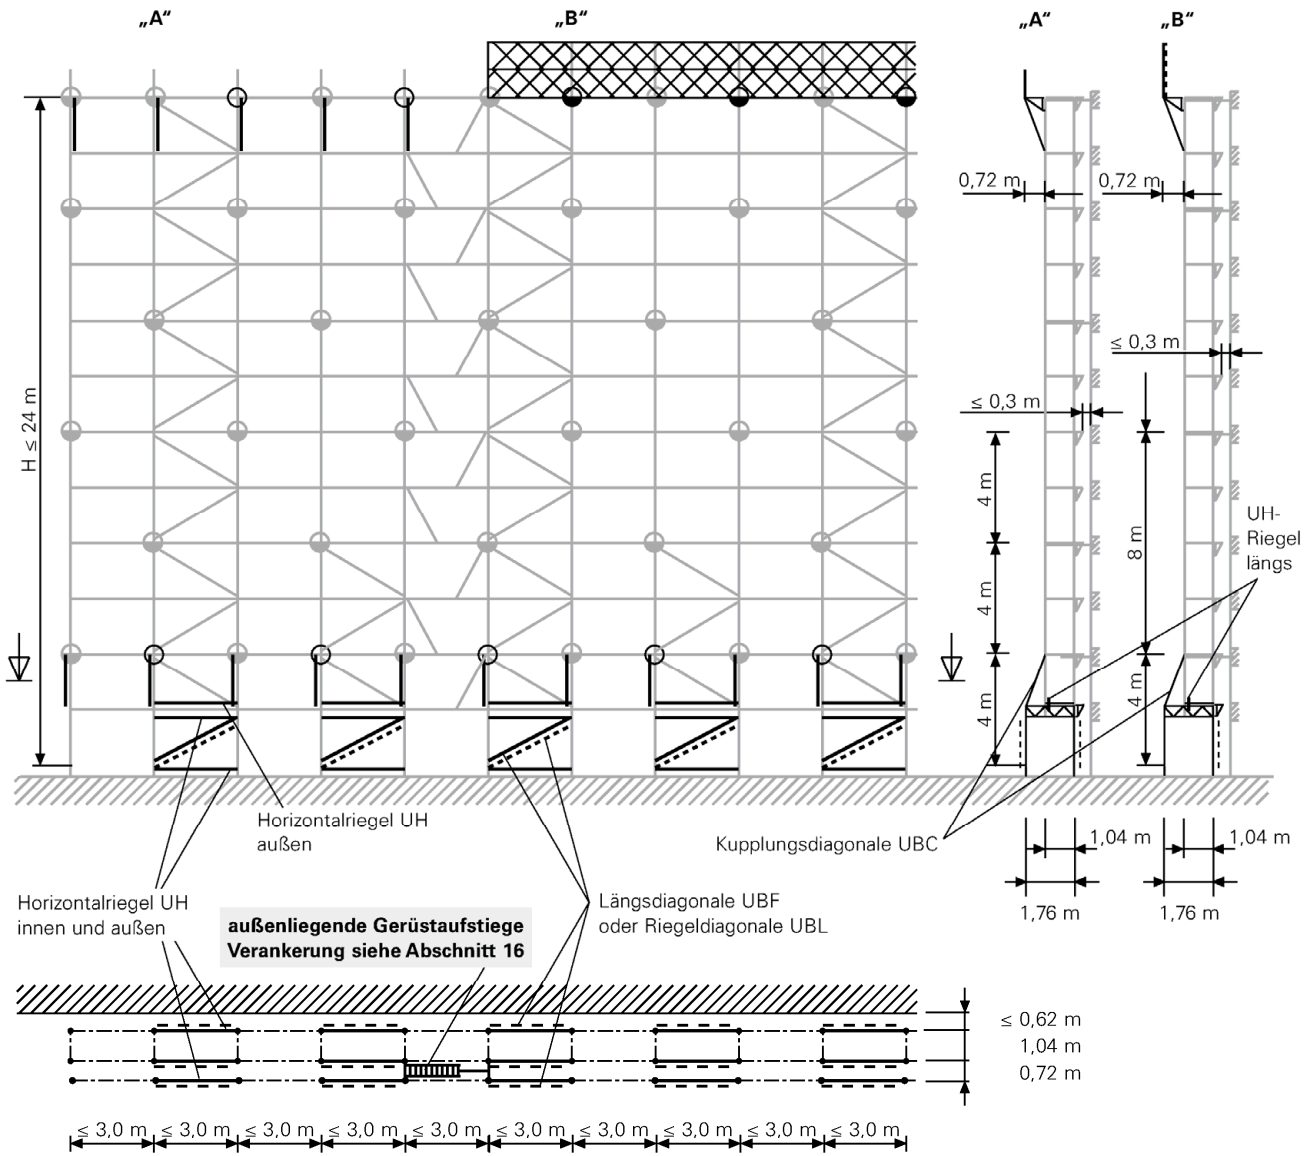 „A“
„B“
„A“
„B“
0,72 m
0,72 m
≤ 0,3 m
≤ 0,3 m
H ≤ 24 m
4 m
4 m
4 m
8 m
4 m
UH-
Riegel
längs
Horizontalriegel UH
außen
Kupplungsdiagonale UBC
1,04 m
1,04 m
1,76 m
1,76 m
Horizontalriegel UH
innen und außen
außenliegende Gerüstaufstiege
Verankerung siehe Abschnitt 16
Längsdiagonale UBF
oder Riegeldiagonale UBL
≤ 0,62 m
1,04 m
0,72 m
≤ 3,0 m ≤ 3,0 m ≤ 3,0 m ≤ 3,0 m ≤ 3,0 m ≤ 3,0 m ≤ 3,0 m ≤ 3,0 m ≤ 3,0 m ≤ 3,0 m